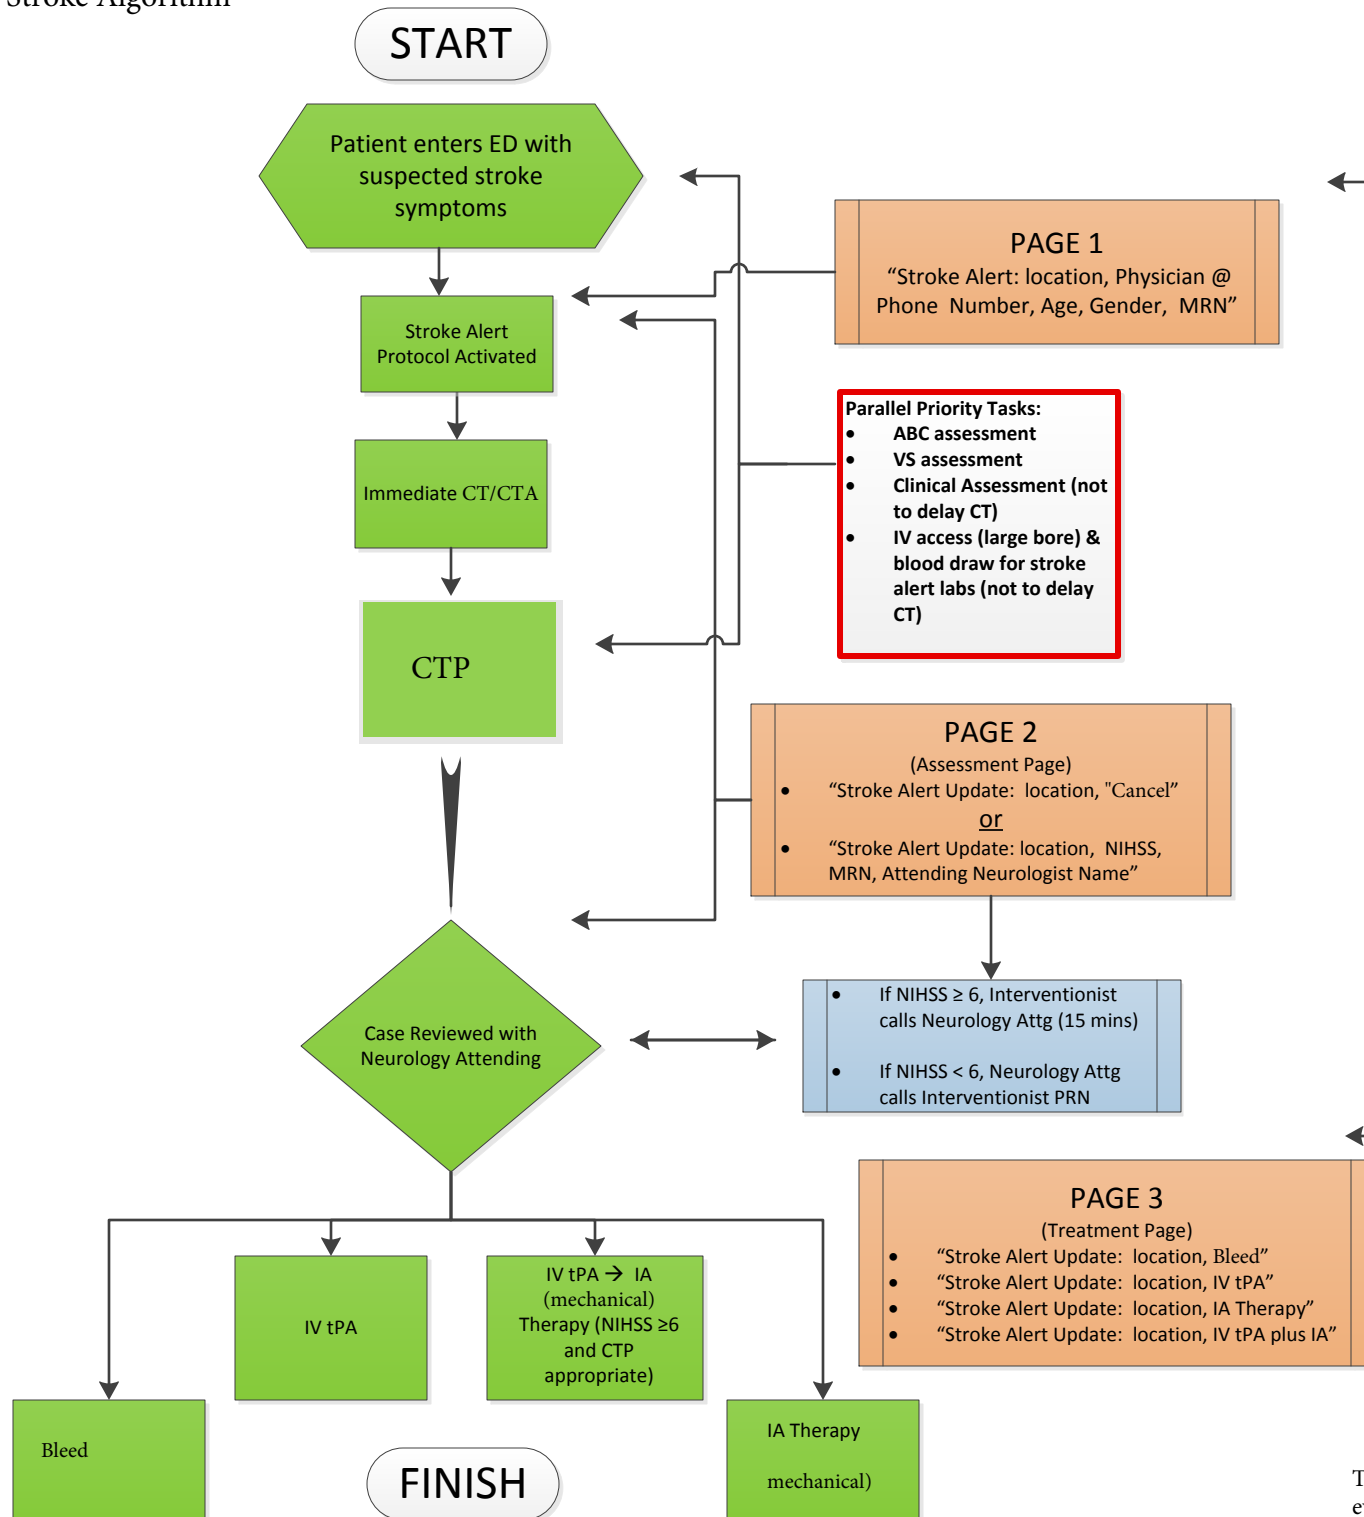 Stroke Algorithm
START
Patient enters ED with
suspected stroke
symptoms
PAGE 1
“Stroke Alert: location, Physician @
Phone Number, Age, Gender, MRN”
Stroke Alert
Protocol Activated
Parallel Priority Tasks:
• ABC assessment
• VS assessment
• Clinical Assessment (not
to delay CT)
• IV access (large bore) &
blood draw for stroke
alert labs (not to delay
CT)
Immediate CT/CTA
CTP
PAGE 2
(Assessment Page)
• “Stroke Alert Update: location, "Cancel”
or
• “Stroke Alert Update: location, NIHSS,
MRN, Attending Neurologist Name”
• If NIHSS ≥ 6, Interventionist
calls Neurology Attg (15 mins)
• If NIHSS < 6, Neurology Attg
calls Interventionist PRN
Case Reviewed with
Neurology Attending
PAGE 3
(Treatment Page)
• “Stroke Alert Update: location, Bleed”
• “Stroke Alert Update: location, IV tPA”
• “Stroke Alert Update: location, IA Therapy”
• “Stroke Alert Update: location, IV tPA plus IA”
IV tPA
IV tPA → IA
(mechanical)
Therapy (NIHSS ≥6
and CTP
appropriate)
Bleed
IA Therapy
mechanical)
FINISH